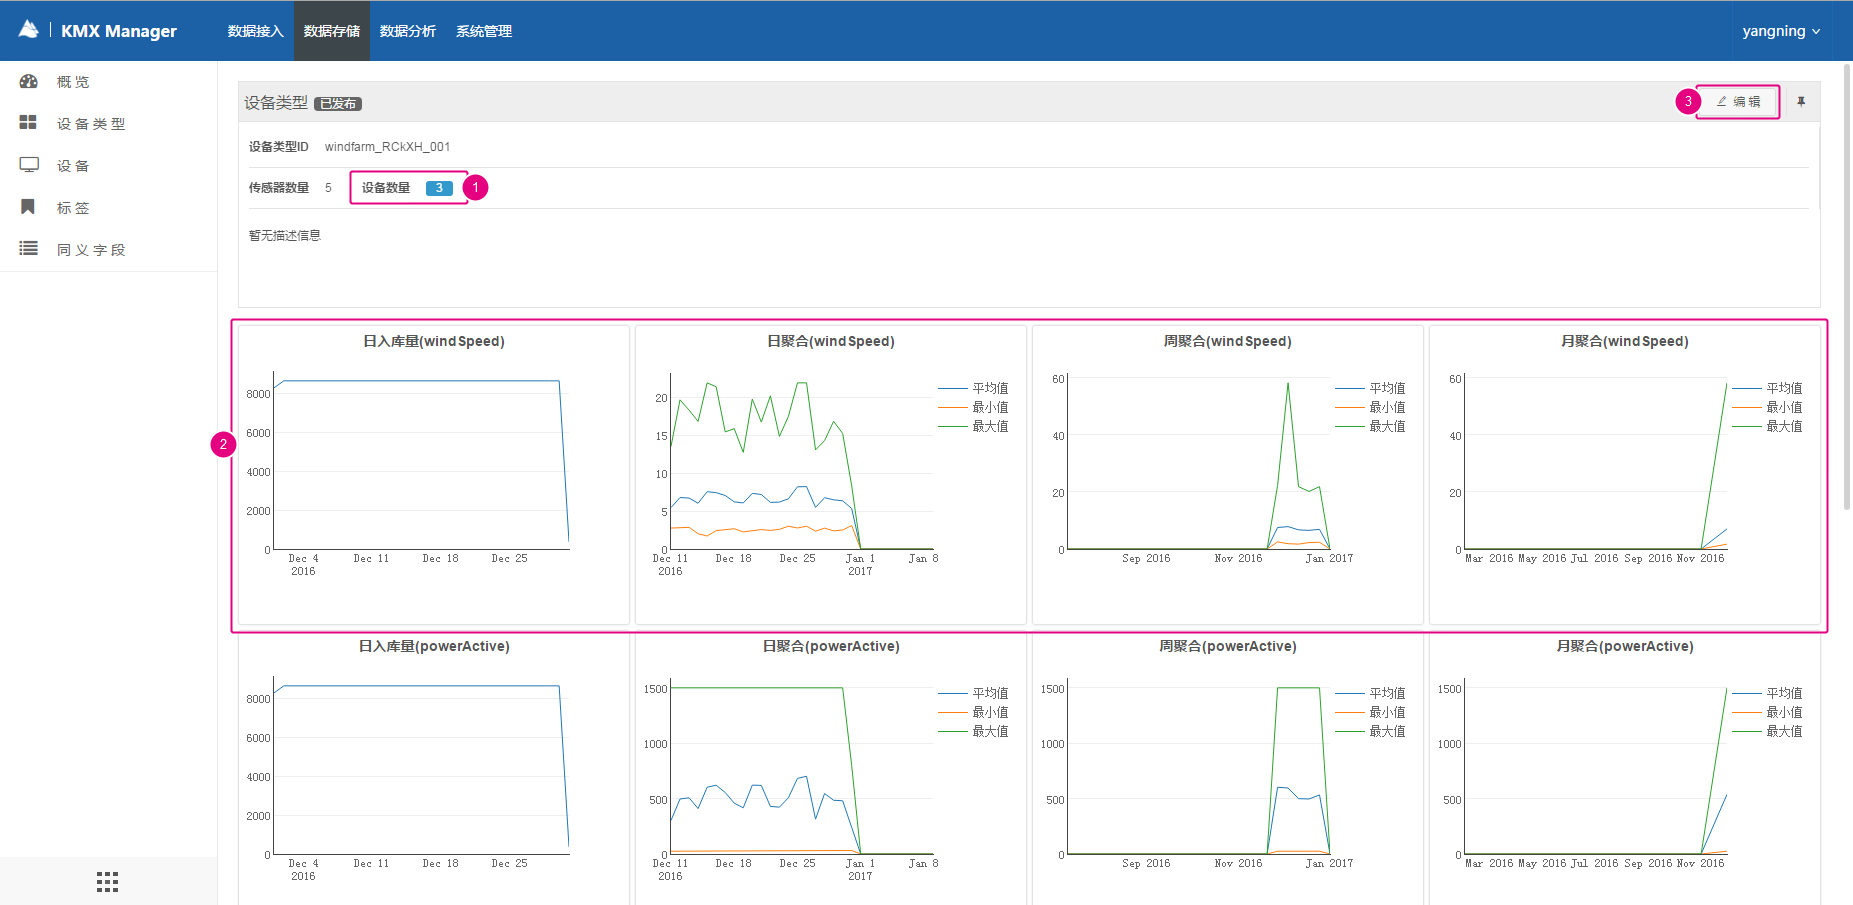 KMX Manager 数据接入 数据存储 数据分析 系统管理 yangning
概览
设备类型
设备
标签
同义字段
设备类型 已发布 3 编辑
设备类型ID windfarm_RCkXH_001
传感器数量 5 设备数量 3 1
暂无描述信息
2
日入库量(windSpeed)
8000
6000
4000
2000
0
Dec 4 Dec 11 Dec 18 Dec 25
2016
日聚合(windSpeed)
20
15
10
5
0
Dec 11 Dec 18 Dec 25 Jan 1 Jan 8
2016 2017
平均值
最小值
最大值
周聚合(windSpeed)
60
40
20
0
Sep 2016 Nov 2016 Jan 2017
平均值
最小值
最大值
月聚合(windSpeed)
60
40
20
0
Mar 2016 May 2016 Jul 2016 Sep 2016 Nov 2016
平均值
最小值
最大值
日入库量(powerActive)
8000
6000
4000
2000
0
Dec 4 Dec 11 Dec 18 Dec 25
2016
日聚合(powerActive)
1500
1000
500
0
Dec 11 Dec 18 Dec 25 Jan 1 Jan 8
2016 2017
平均值
最小值
最大值
周聚合(powerActive)
1500
1000
500
0
Sep 2016 Nov 2016 Jan 2017
平均值
最小值
最大值
月聚合(powerActive)
1500
1000
500
0
Mar 2016 May 2016 Jul 2016 Sep 2016 Nov 2016
平均值
最小值
最大值